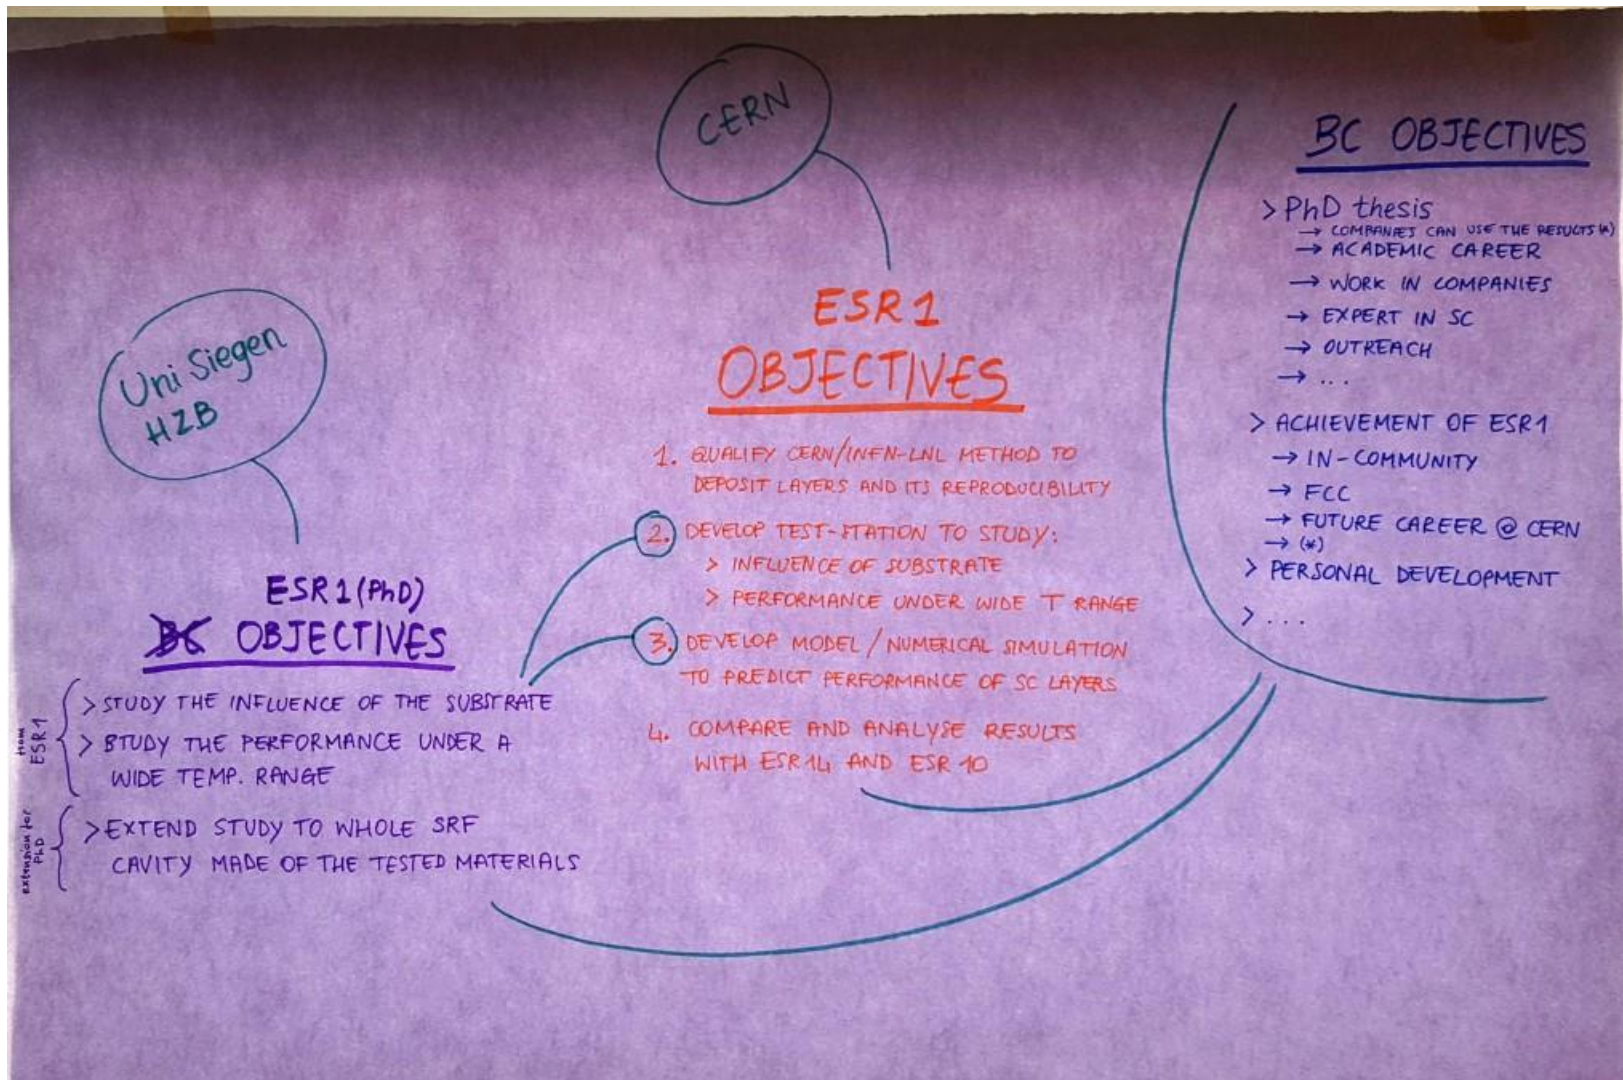 CERN
Uni Siegen
HZB
ESR1 (PhD)
BC OBJECTIVES
from
ESR1
> STUDY THE INFLUENCE OF THE SUBSTRATE
> STUDY THE PERFORMANCE UNDER A
WIDE TEMP. RANGE
extension for
PhD
> EXTEND STUDY TO WHOLE SRF
CAVITY MADE OF THE TESTED MATERIALS
ESR1
OBJECTIVES
1. QUALIFY CERN/INFN-LNL METHOD TO
DEPOSIT LAYERS AND ITS REPRODUCIBILITY
2. DEVELOP TEST-STATION TO STUDY:
> INFLUENCE OF SUBSTRATE
> PERFORMANCE UNDER WIDE T RANGE
3. DEVELOP MODEL / NUMERICAL SIMULATION
TO PREDICT PERFORMANCE OF SC LAYERS
4. COMPARE AND ANALYSE RESULTS
WITH ESR 14 AND ESR 10
BC OBJECTIVES
> PhD thesis
→ COMPANIES CAN USE THE RESULTS (*)
→ ACADEMIC CAREER
→ WORK IN COMPANIES
→ EXPERT IN SC
→ OUTREACH
→ ...
> ACHIEVEMENT OF ESR1
→ IN-COMMUNITY
→ FCC
→ FUTURE CAREER @ CERN
→ (*)
> PERSONAL DEVELOPMENT
> ...